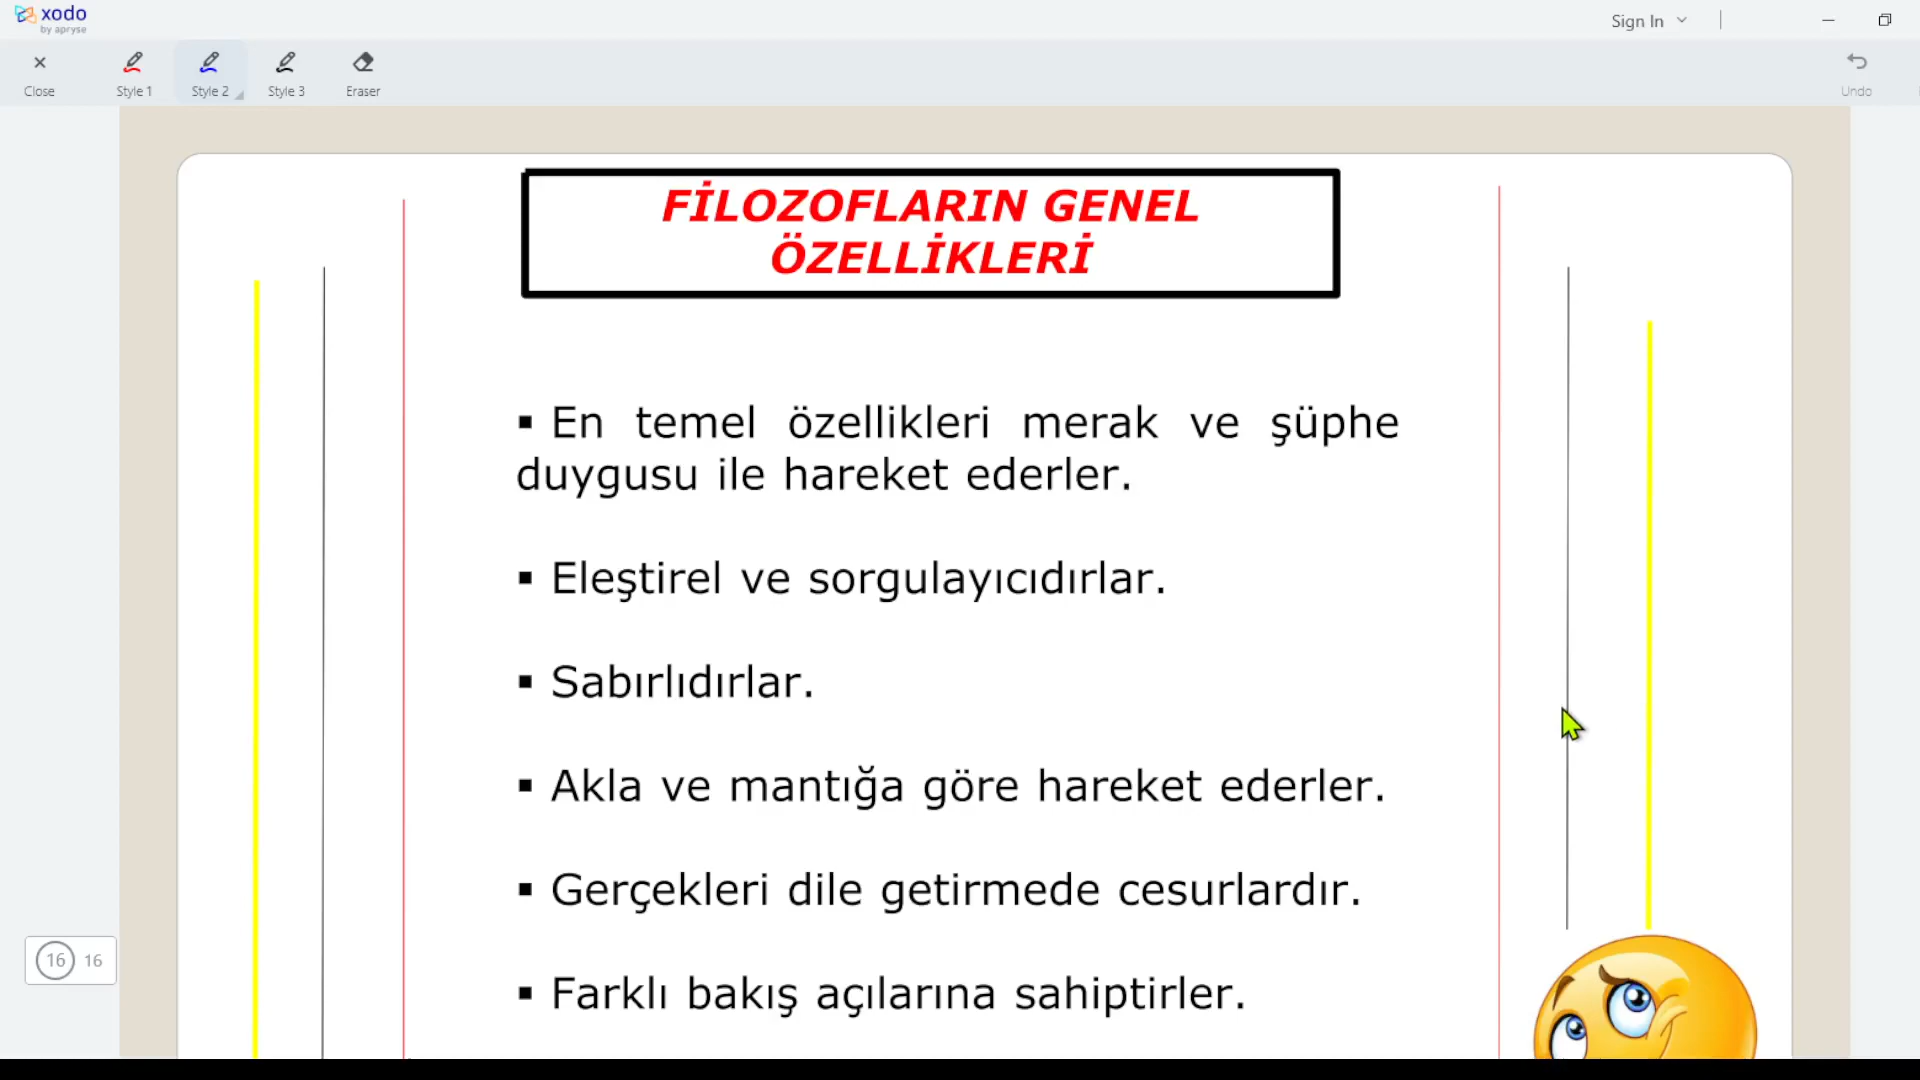 xodo
by apryse
Sign In
Close
Style 1
Style 2
Style 3
Eraser
Undo
FİLOZOFLARIN GENEL
ÖZELLİKLERİ
▪ En temel özellikleri merak ve şüphe
duygusu ile hareket ederler.
▪ Eleştirel ve sorgulayıcıdırlar.
▪ Sabırlıdırlar.
▪ Akla ve mantığa göre hareket ederler.
▪ Gerçekleri dile getirmede cesurlardır.
▪ Farklı bakış açılarına sahiptirler.
16 16